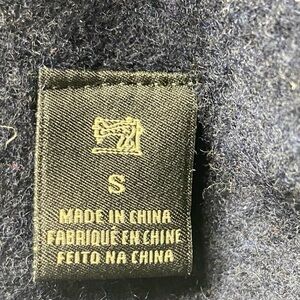 S
MADE IN CHINA
FABRIQUÉ EN CHINE
FEITO NA CHINA